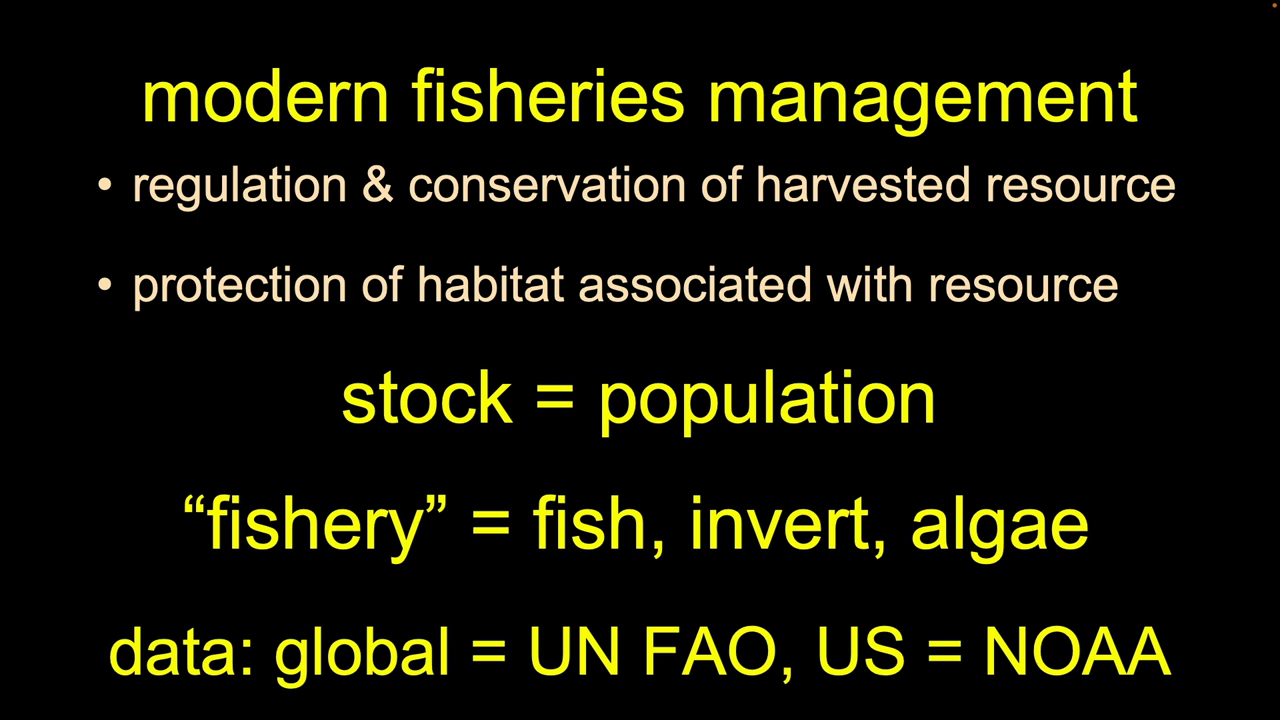 modern fisheries management
• regulation & conservation of harvested resource
• protection of habitat associated with resource
stock = population
“fishery” = fish, invert, algae
data: global = UN FAO, US = NOAA